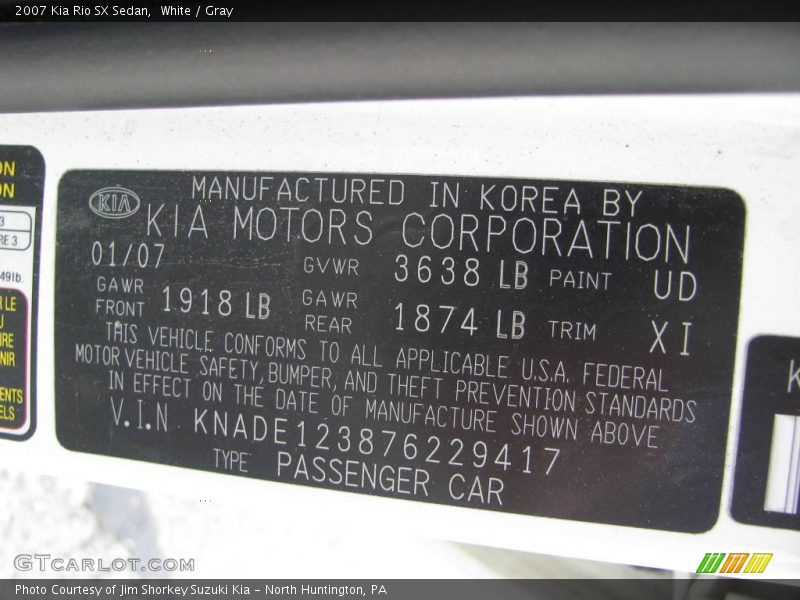 2007 Kia Rio SX Sedan, White / Gray
KIA
MANUFACTURED IN KOREA BY
KIA MOTORS CORPORATION
01/07 GVWR 3638 LB PAINT UD
GAWR FRONT 1918 LB GAWR REAR 1874 LB TRIM XI
THIS VEHICLE CONFORMS TO ALL APPLICABLE U.S.A. FEDERAL
MOTOR VEHICLE SAFETY, BUMPER, AND THEFT PREVENTION STANDARDS
IN EFFECT ON THE DATE OF MANUFACTURE SHOWN ABOVE
V.I.N KNADE123876229417
TYPE PASSENGER CAR
GTCARLOT.COM
Photo Courtesy of Jim Shorkey Suzuki Kia - North Huntington, PA